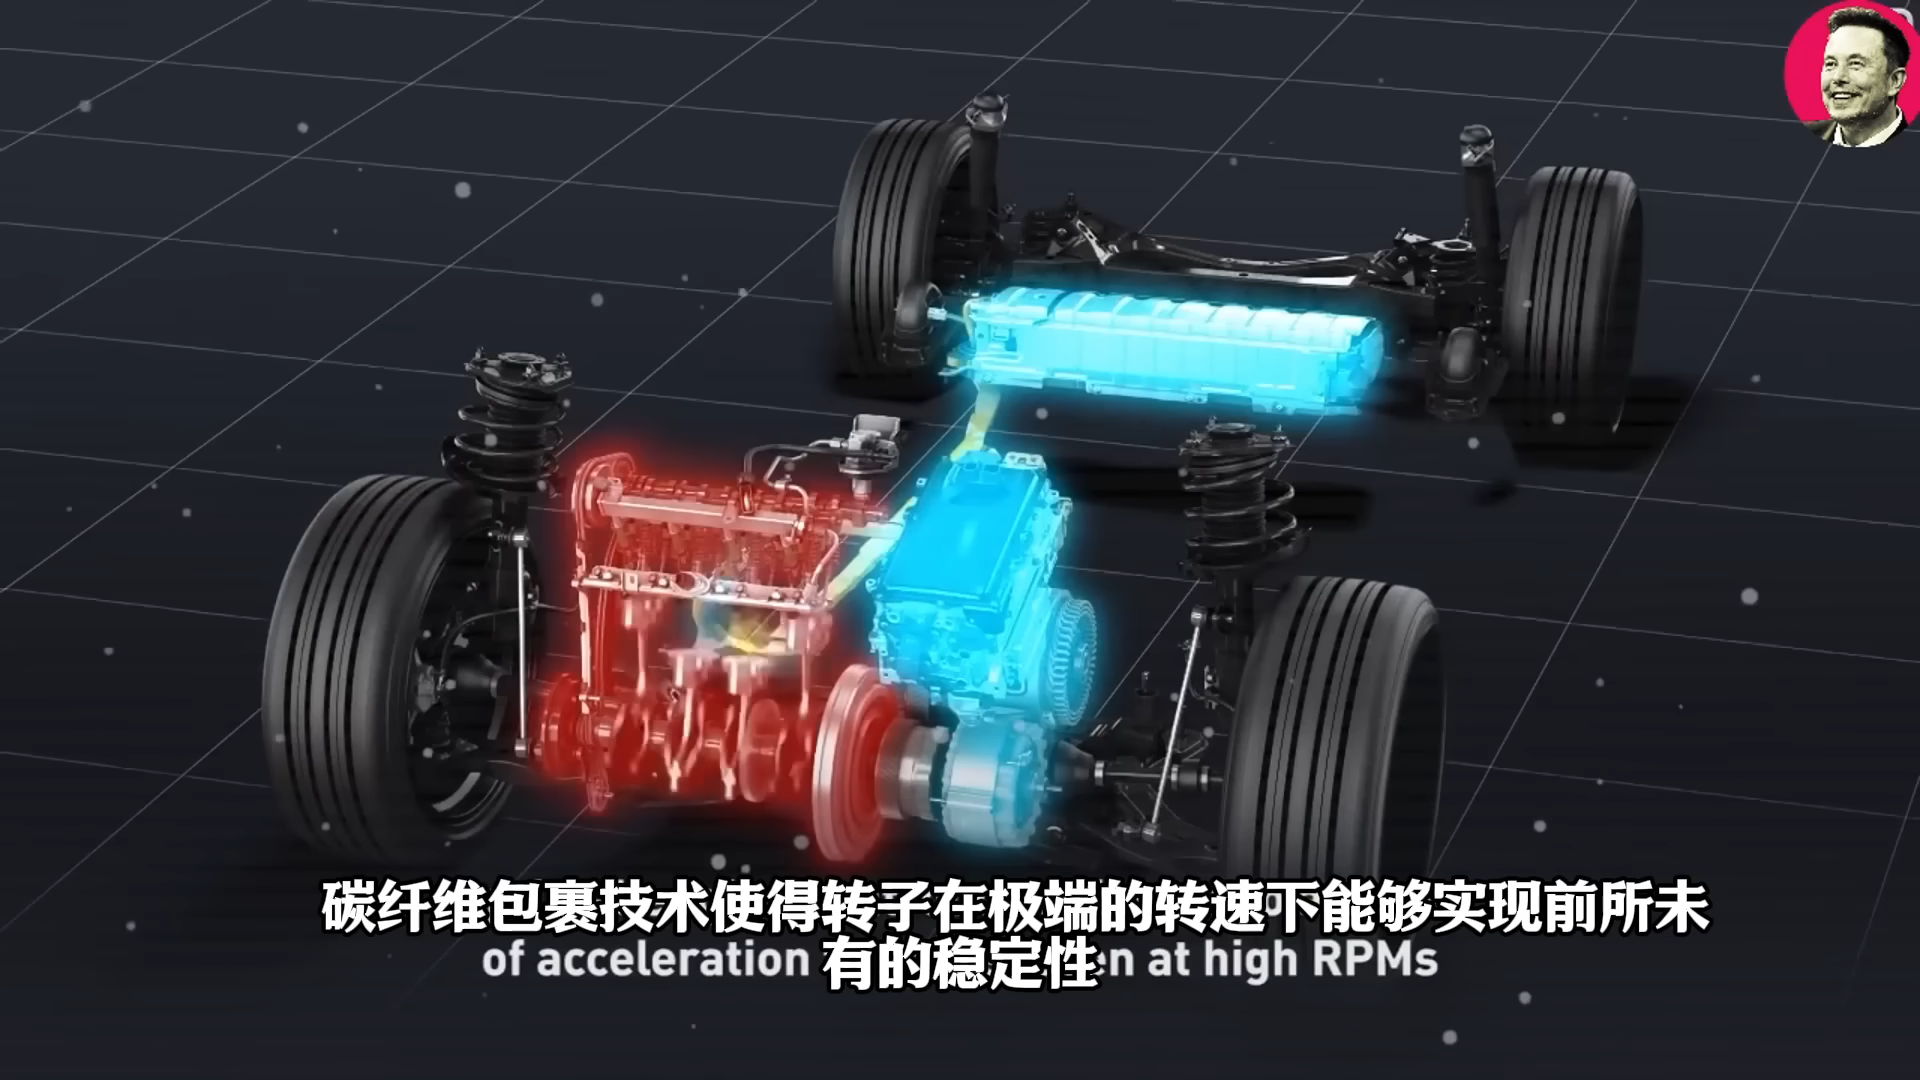 碳纤维包裹技术使得转子在极端的转速下能够实现前所未
有的稳定性
of acceleration
at high RPMs